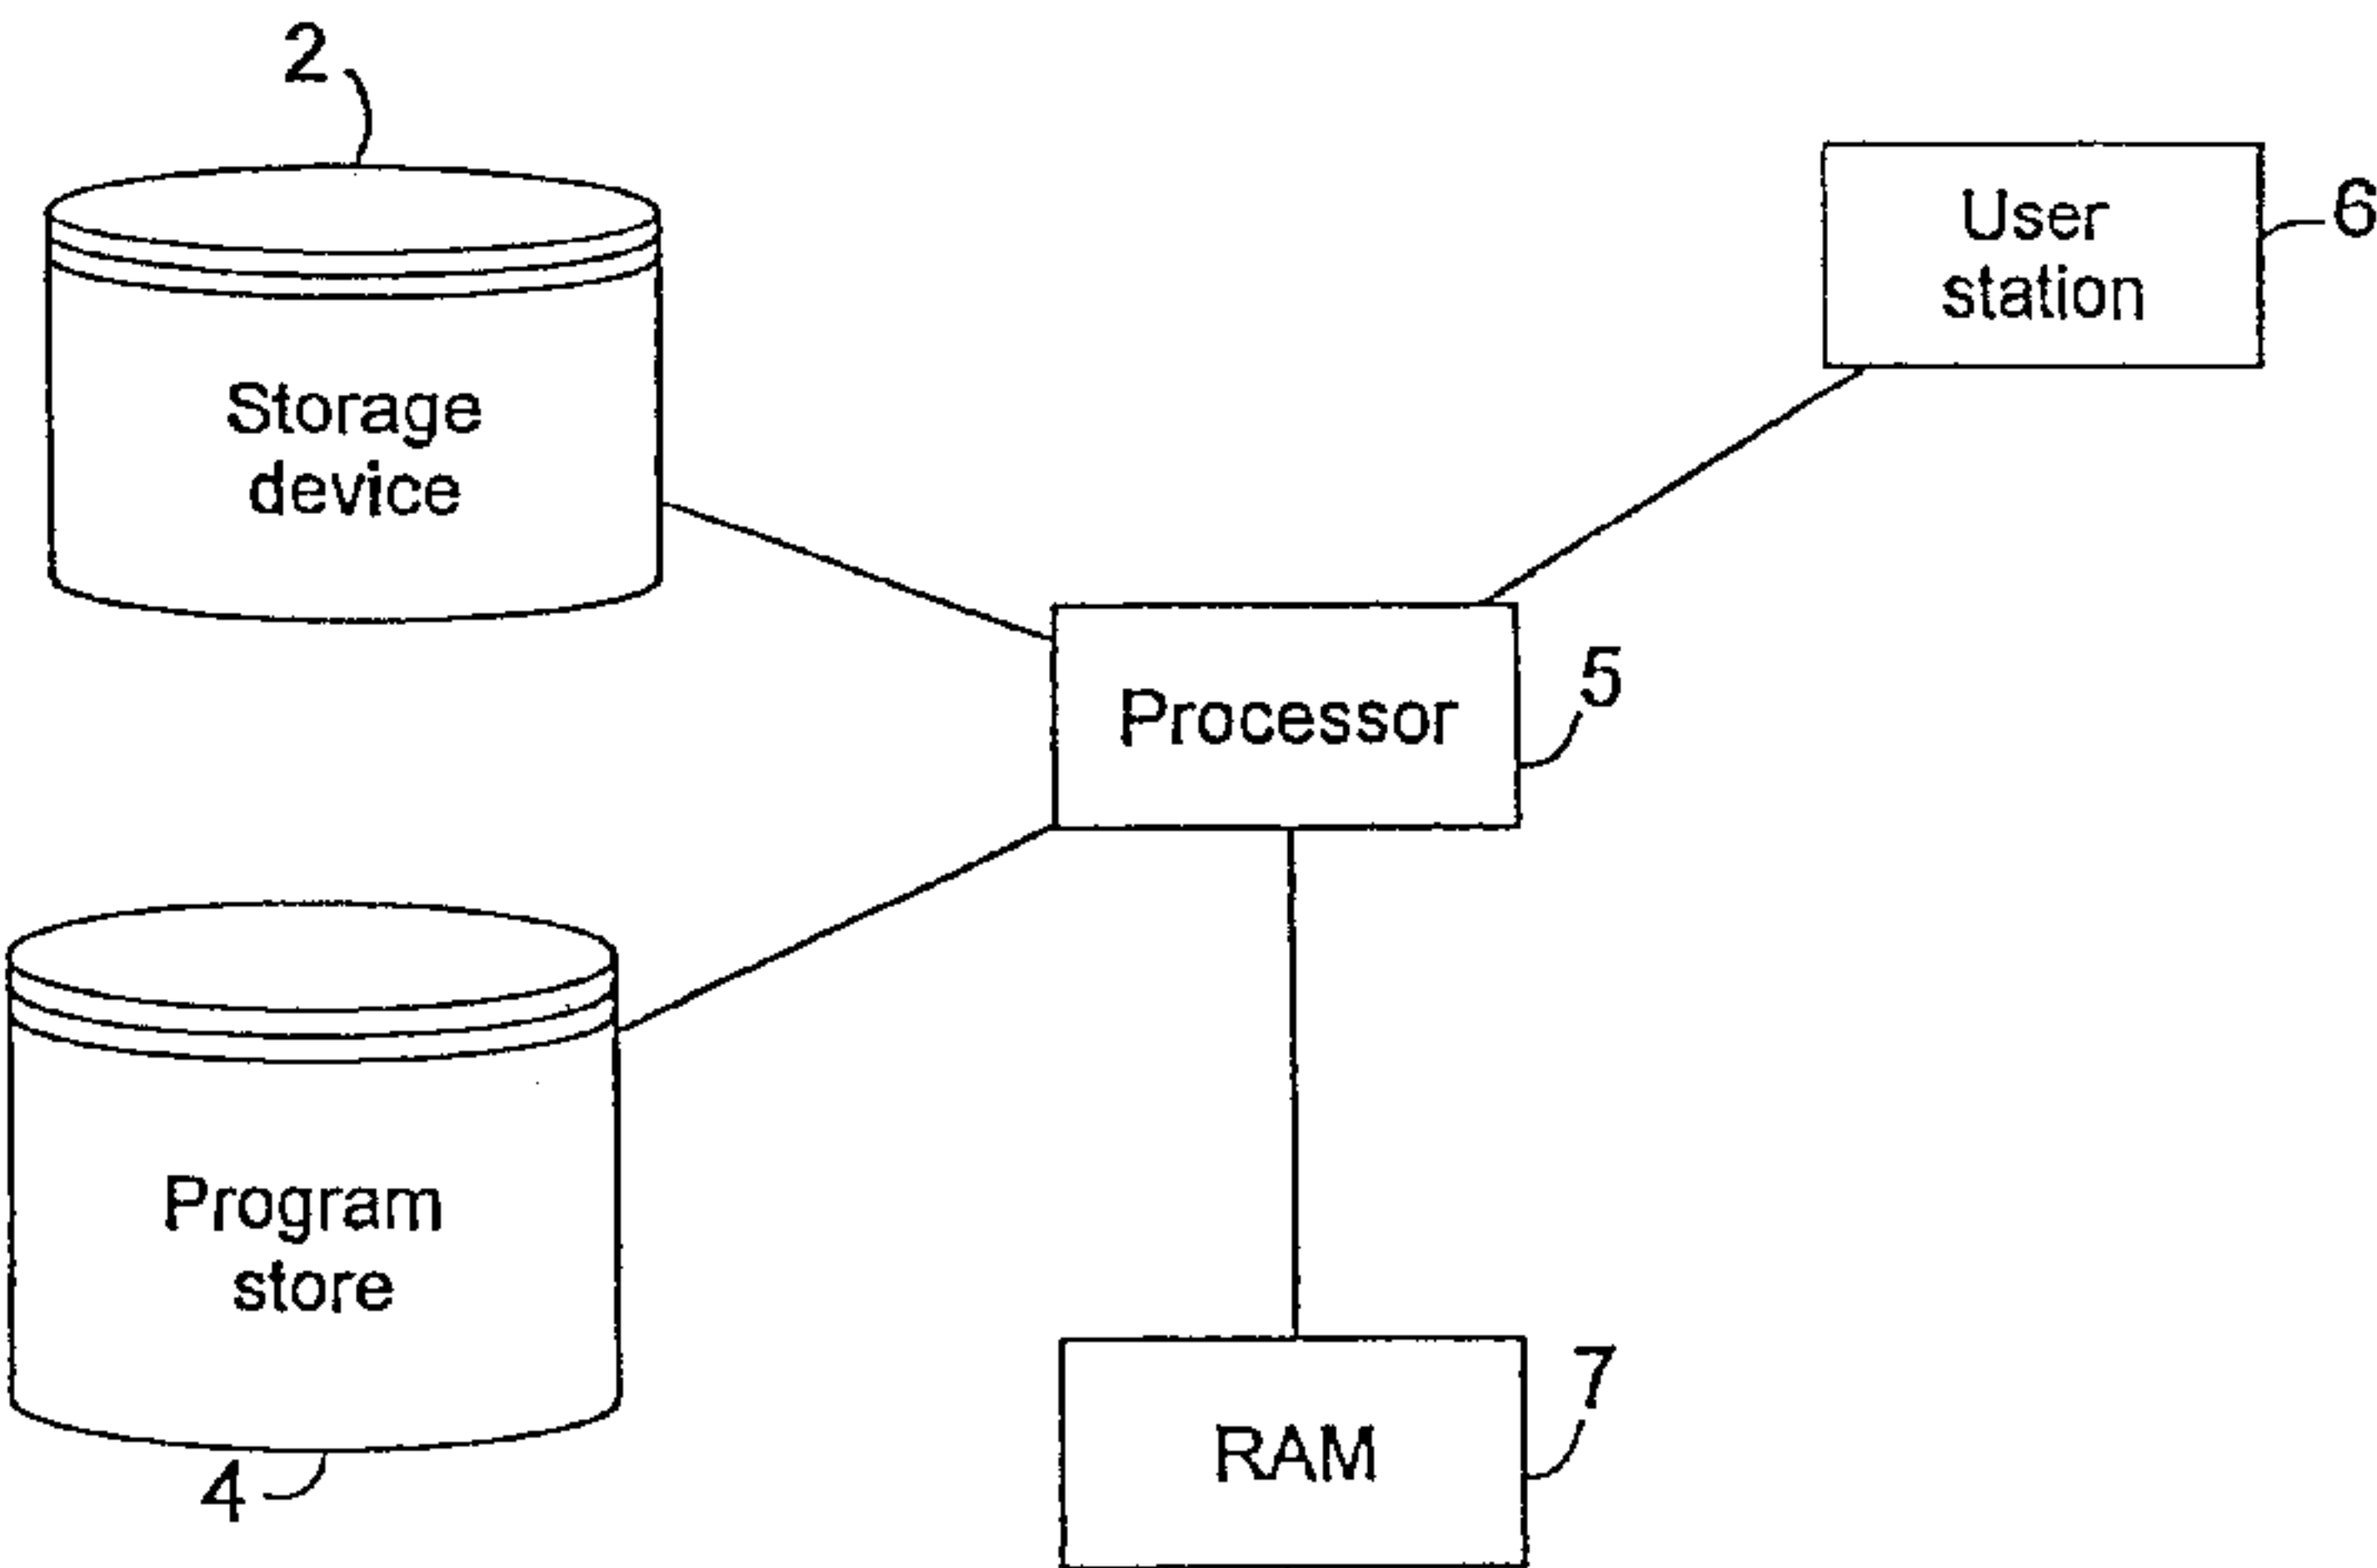 2
Storage
device
User
station
6
Processor
5
Program
store
4
RAM
7